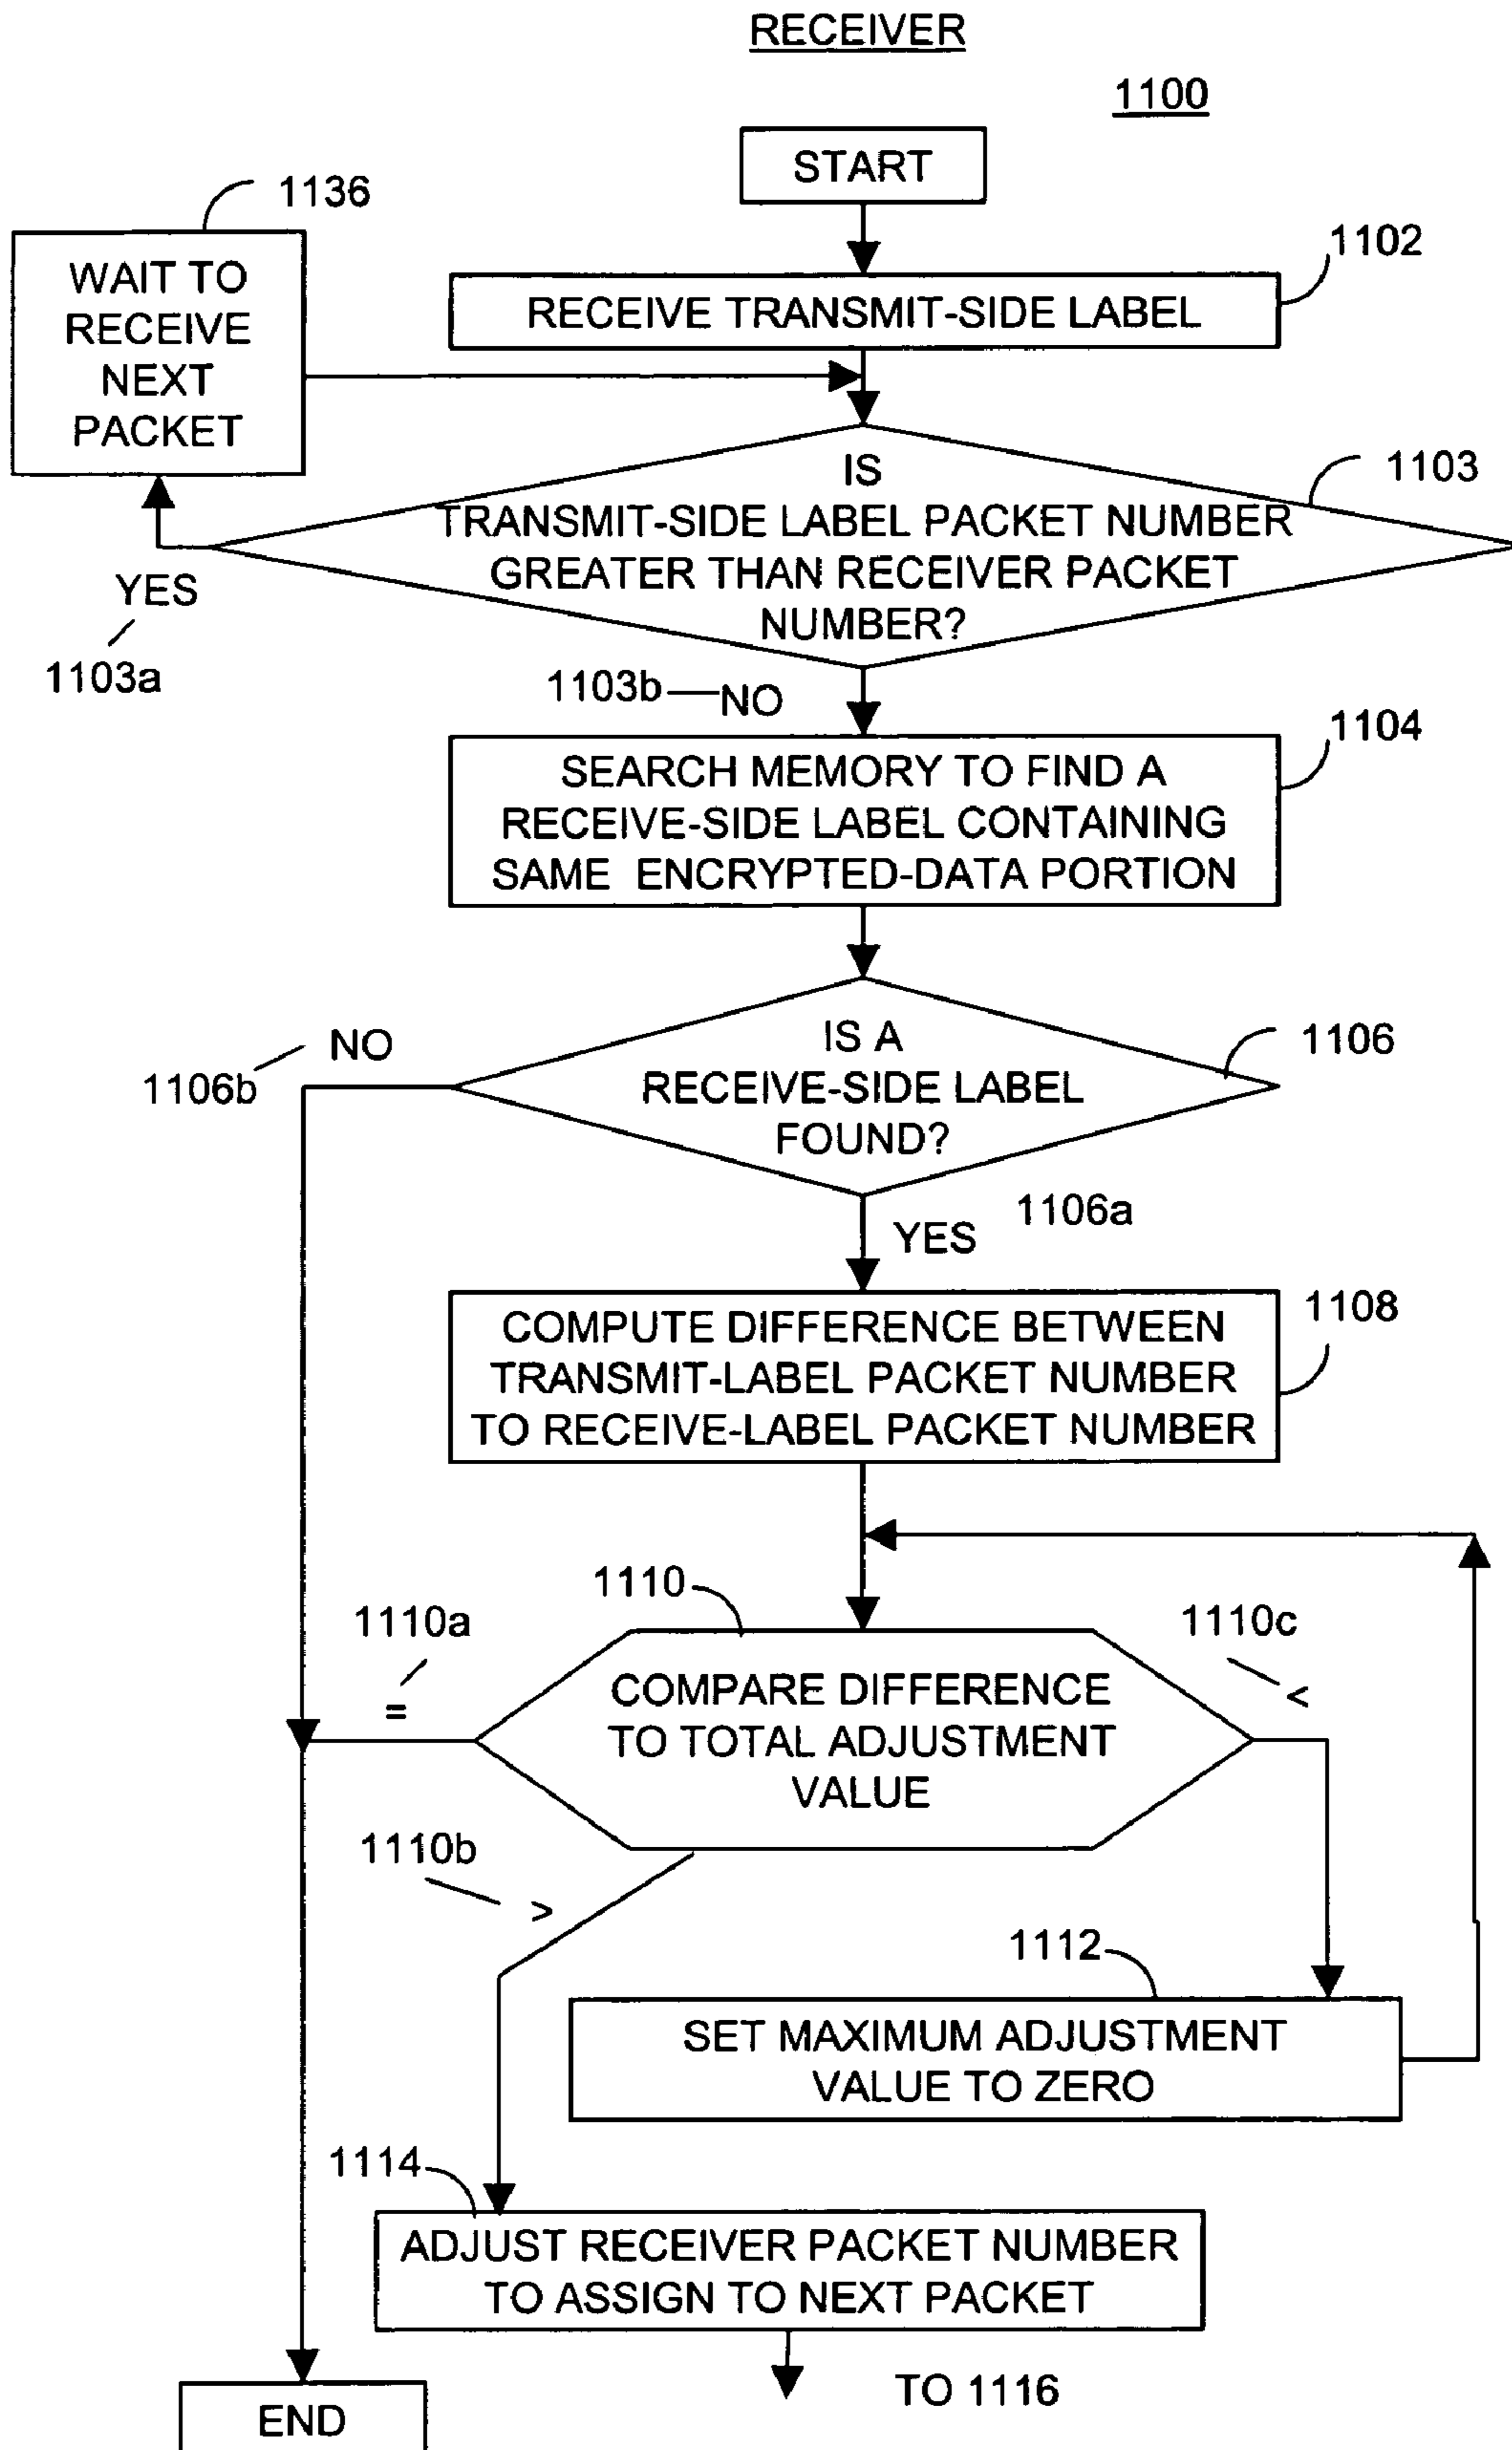 RECEIVER
1100
START
1136
WAIT TO
RECEIVE
NEXT
PACKET
1102
RECEIVE TRANSMIT-SIDE LABEL
1103
IS
TRANSMIT-SIDE LABEL PACKET NUMBER
GREATER THAN RECEIVER PACKET
NUMBER?
YES
1103a
1103b
NO
1104
SEARCH MEMORY TO FIND A
RECEIVE-SIDE LABEL CONTAINING
SAME ENCRYPTED-DATA PORTION
NO
1106b
1106
IS A
RECEIVE-SIDE LABEL
FOUND?
1106a
YES
1108
COMPUTE DIFFERENCE BETWEEN
TRANSMIT-LABEL PACKET NUMBER
TO RECEIVE-LABEL PACKET NUMBER
1110
1110a
=
1110c
<
COMPARE DIFFERENCE
TO TOTAL ADJUSTMENT
VALUE
1110b
>
1112
SET MAXIMUM ADJUSTMENT
VALUE TO ZERO
1114
ADJUST RECEIVER PACKET NUMBER
TO ASSIGN TO NEXT PACKET
TO 1116
END